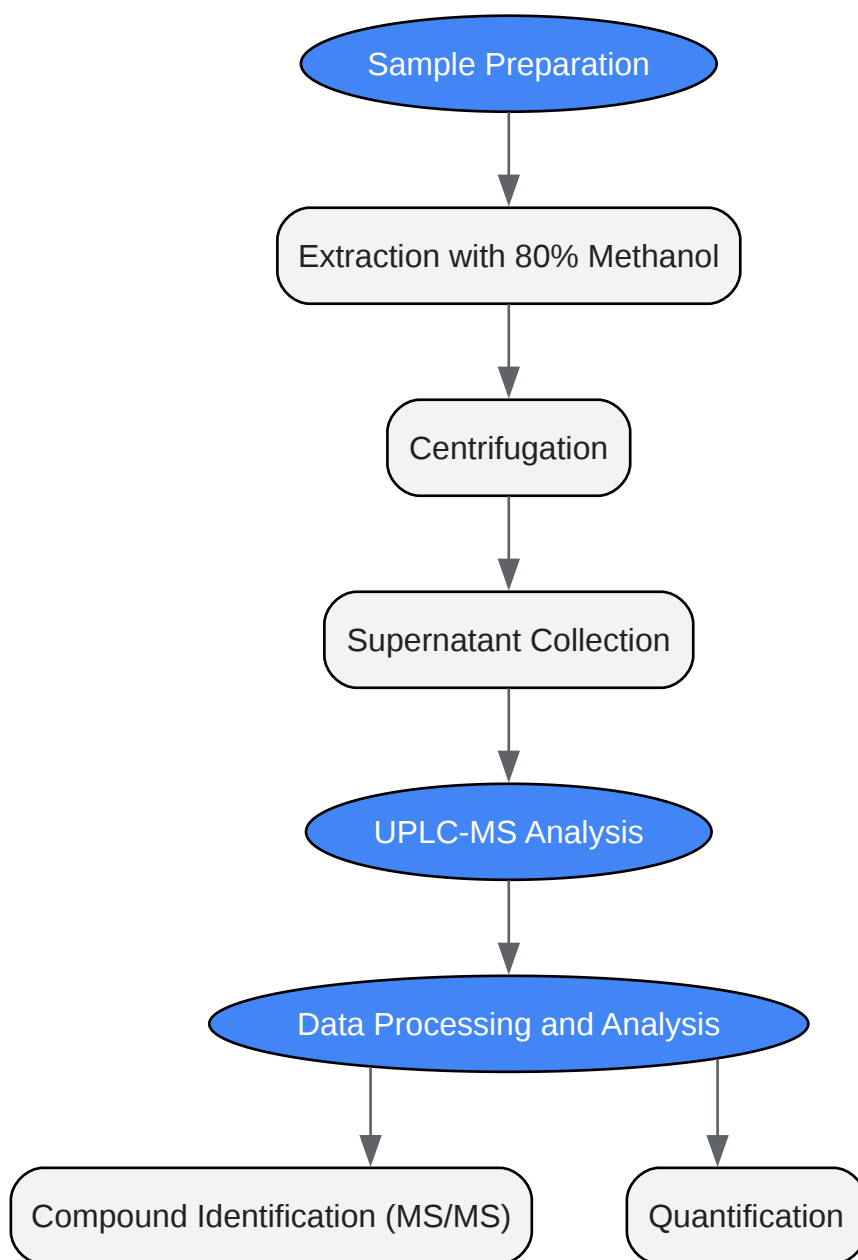 Sample Preparation
Extraction with 80% Methanol
Centrifugation
Supernatant Collection
UPLC-MS Analysis
Data Processing and Analysis
Compound Identification (MS/MS)
Quantification